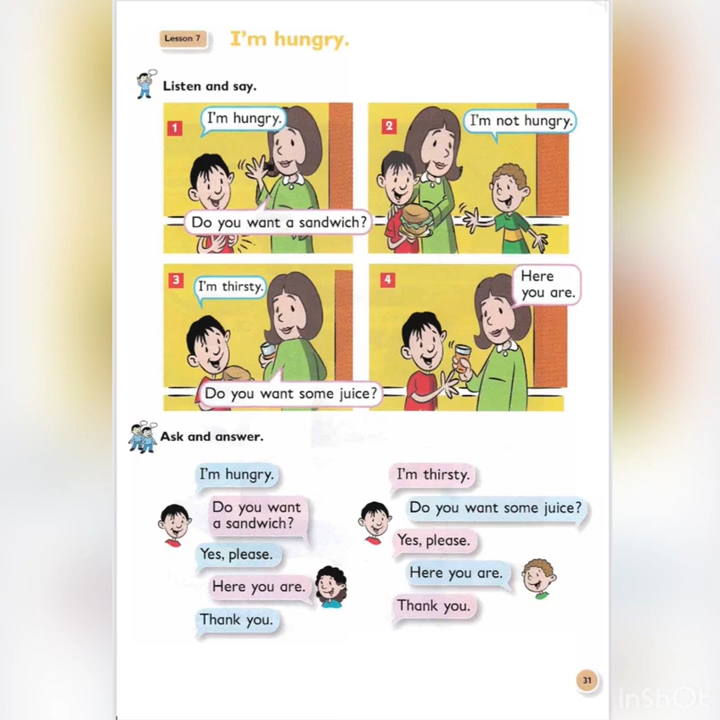 Lesson 7
I'm hungry.
Listen and say.
1
I'm hungry.
Do you want a sandwich?
2
I'm not hungry.
3
I'm thirsty.
Do you want some juice?
4
Here
you are.
Ask and answer.
I'm hungry.
Do you want
a sandwich?
Yes, please.
Here you are.
Thank you.
I'm thirsty.
Do you want some juice?
Yes, please.
Here you are.
Thank you.
31
InShOt